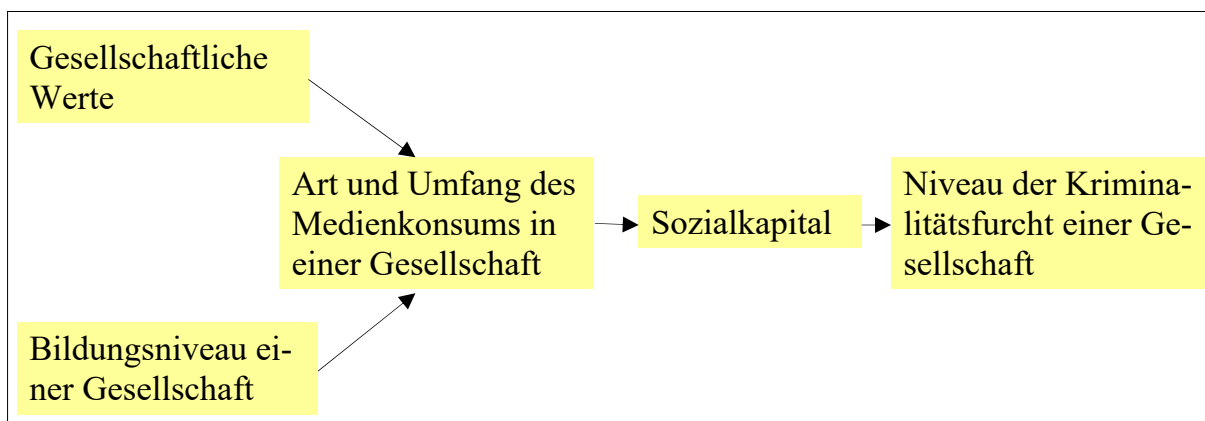 Gesellschaftliche
Werte
Art und Umfang des
Medienkonsums in
einer Gesellschaft
Sozialkapital
Niveau der Krimina-
litätsfurcht einer Ge-
sellschaft
Bildungsniveau ei-
ner Gesellschaft